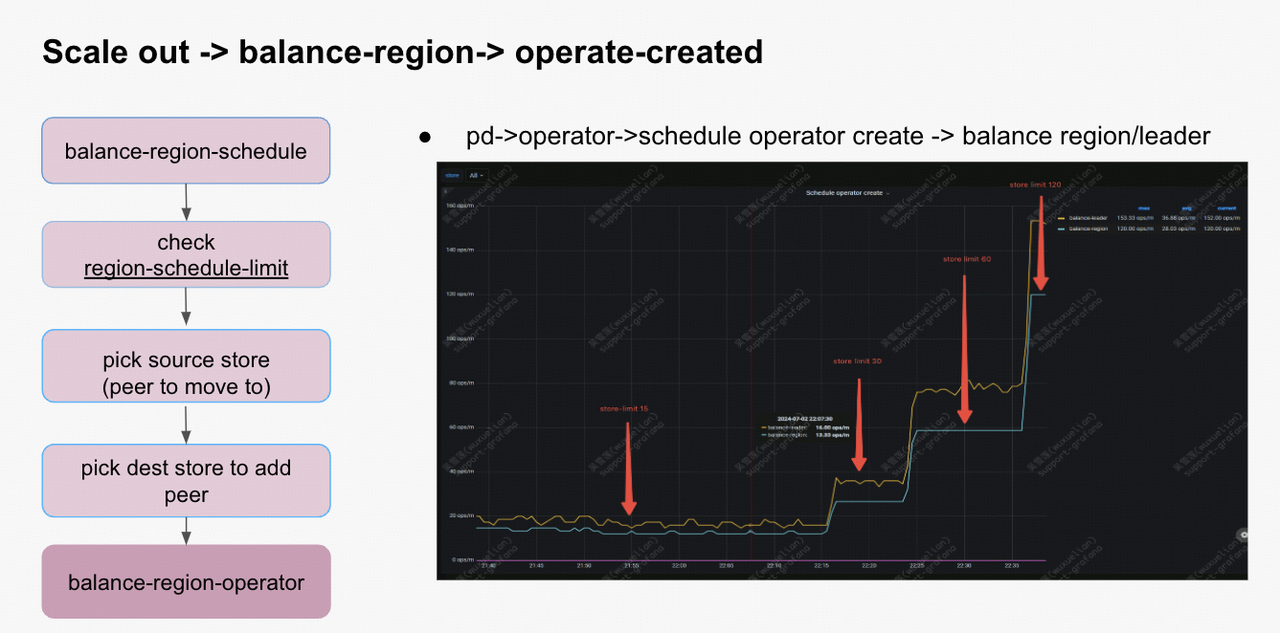 Scale out -> balance-region-> operate-created
balance-region-schedule
check
region-schedule-limit
pick source store
(peer to move to)
pick dest store to add
peer
balance-region-operator
● pd->operator->schedule operator create -> balance region/leader
store All
Schedule operator create
store limit 120
max avg current
balance-leader 153.33 ops/m 36.88 ops/m 152.00 ops/m
balance-region 120.00 ops/m 28.03 ops/m 120.00 ops/m
160 ops/m
140 ops/m
120 ops/m
100 ops/m
80 ops/m
60 ops/m
40 ops/m
20 ops/m
0 ops/m
store limit 60
store limit 30
store-limit 15
2024-07-02 22:07:30
balance-leader: 16.00 ops/m
balance-region:
21:40 21:45 21:50 21:55 22:00 22:05 22:10 22:15 22:20 22:25 22:30 22:35
(wuxuelian)
support-grafana